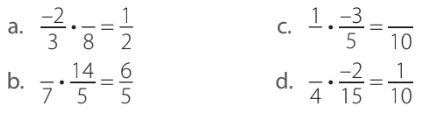 a. -2/3 · /8 = 1/2
c. 1/ · -3/5 = /10
b. /7 · 14/5 = 6/5
d. /4 · -2/15 = 1/10